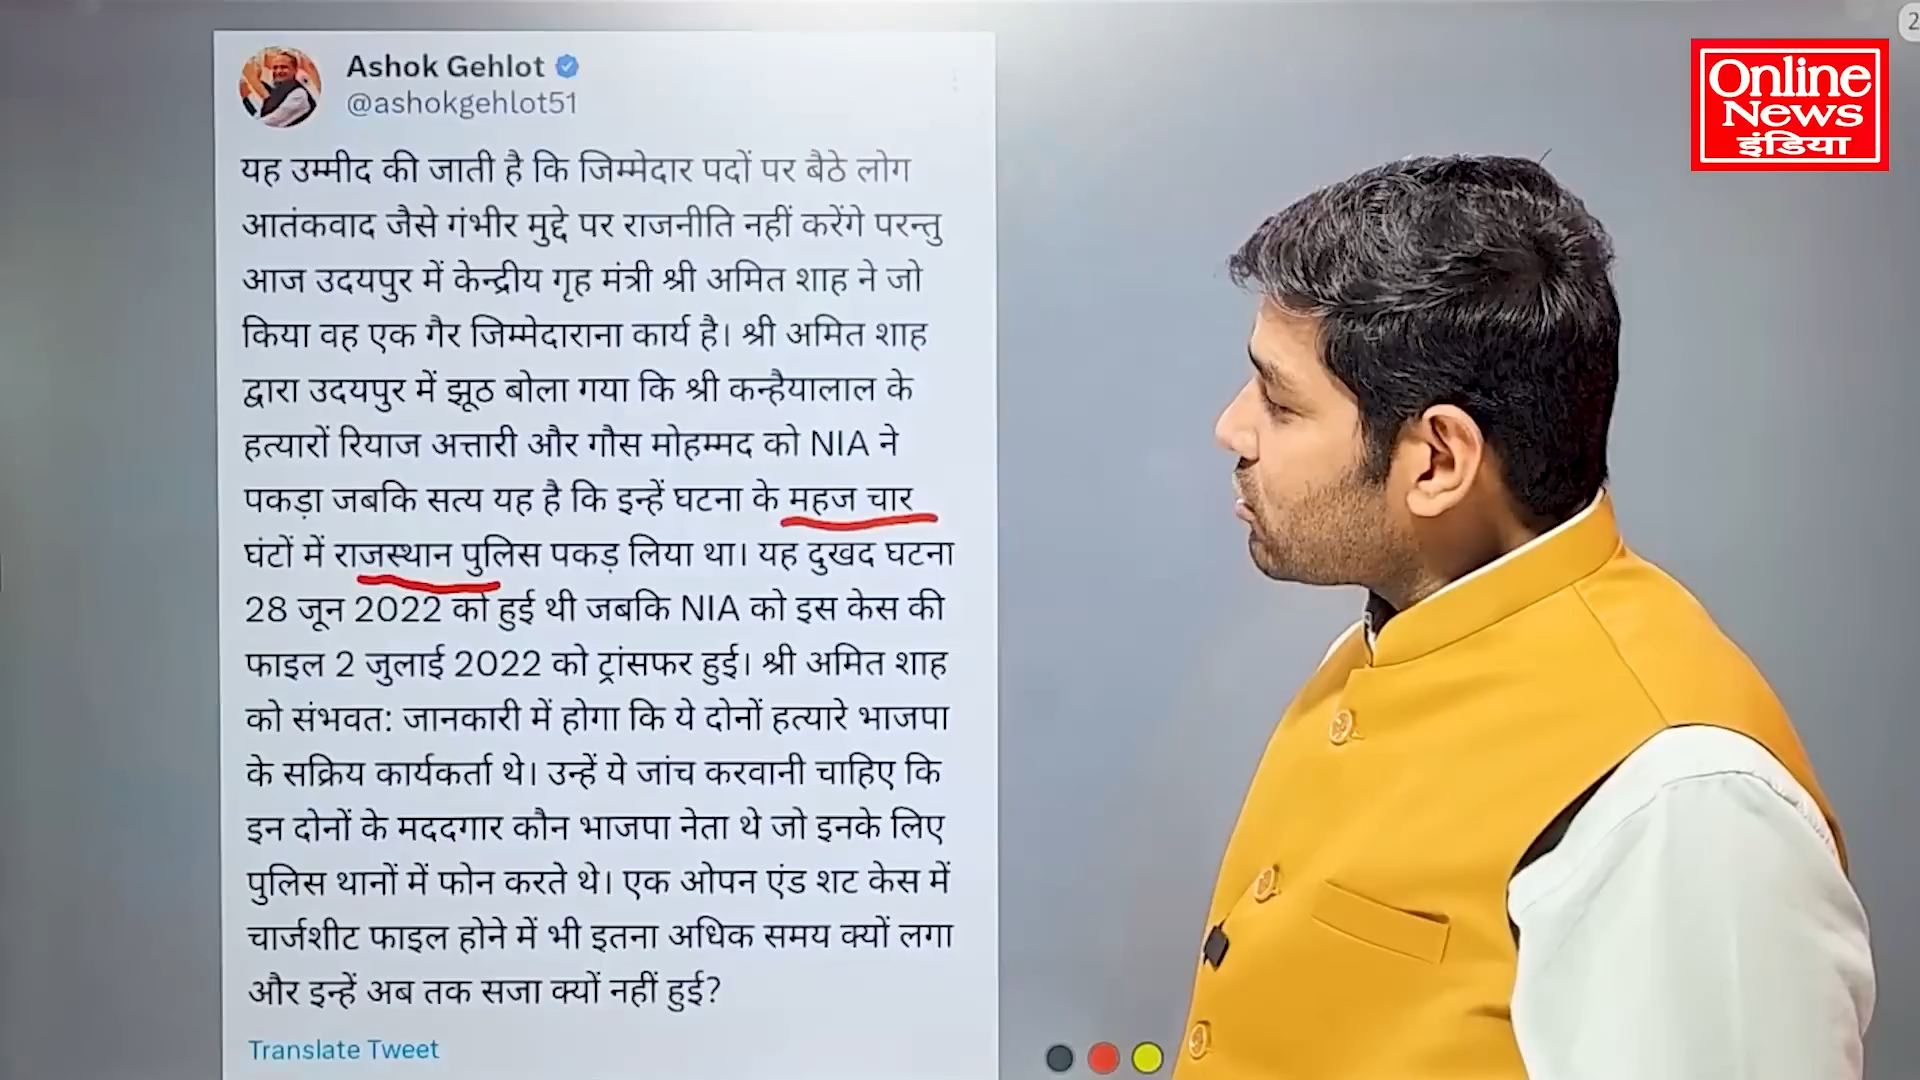 Ashok Gehlot
@ashokgehlot51
यह उम्मीद की जाती है कि जिम्मेदार पदों पर बैठे लोग
आतंकवाद जैसे गंभीर मुद्दे पर राजनीति नहीं करेंगे परन्तु
आज उदयपुर में केन्द्रीय गृह मंत्री श्री अमित शाह ने जो
किया वह एक गैर जिम्मेदाराना कार्य है। श्री अमित शाह
द्वारा उदयपुर में झूठ बोला गया कि श्री कन्हैयालाल के
हत्यारों रियाज अत्तारी और गौस मोहम्मद को NIA ने
पकड़ा जबकि सत्य यह है कि इन्हें घटना के महज चार
घंटों में राजस्थान पुलिस पकड़ लिया था। यह दुखद घटना
28 जून 2022 को हुई थी जबकि NIA को इस केस की
फाइल 2 जुलाई 2022 को ट्रांसफर हुई। श्री अमित शाह
को संभवत: जानकारी में होगा कि ये दोनों हत्यारे भाजपा
के सक्रिय कार्यकर्ता थे। उन्हें ये जांच करवानी चाहिए कि
इन दोनों के मददगार कौन भाजपा नेता थे जो इनके लिए
पुलिस थानों में फोन करते थे। एक ओपन एंड शट केस में
चार्जशीट फाइल होने में भी इतना अधिक समय क्यों लगा
और इन्हें अब तक सजा क्यों नहीं हुई?
Translate Tweet
2
Online
News
इंडिया